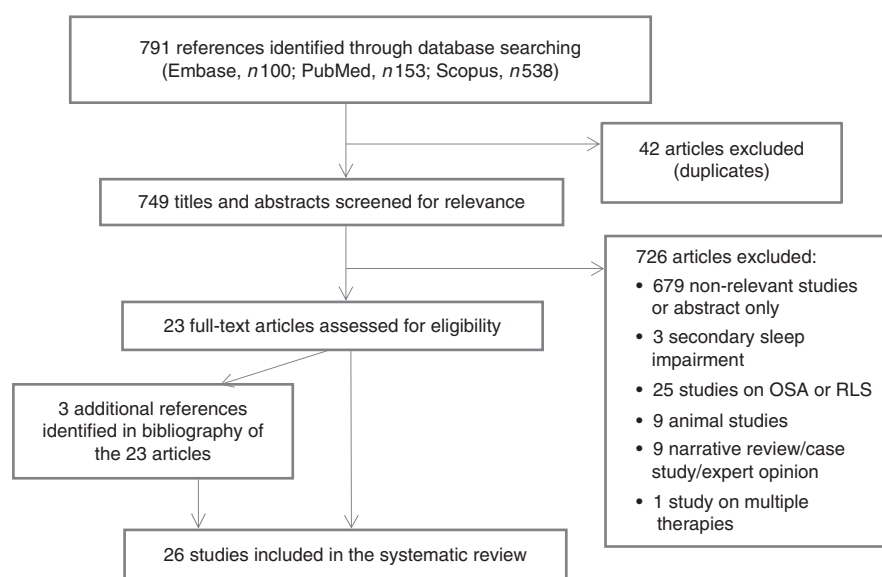 791 references identified through database searching
(Embase, n100; PubMed, n153; Scopus, n538)
42 articles excluded
(duplicates)
749 titles and abstracts screened for relevance
726 articles excluded:
• 679 non-relevant studies
or abstract only
• 3 secondary sleep
impairment
• 25 studies on OSA or RLS
• 9 animal studies
• 9 narrative review/case
study/expert opinion
• 1 study on multiple
therapies
23 full-text articles assessed for eligibility
3 additional references
identified in bibliography of
the 23 articles
26 studies included in the systematic review